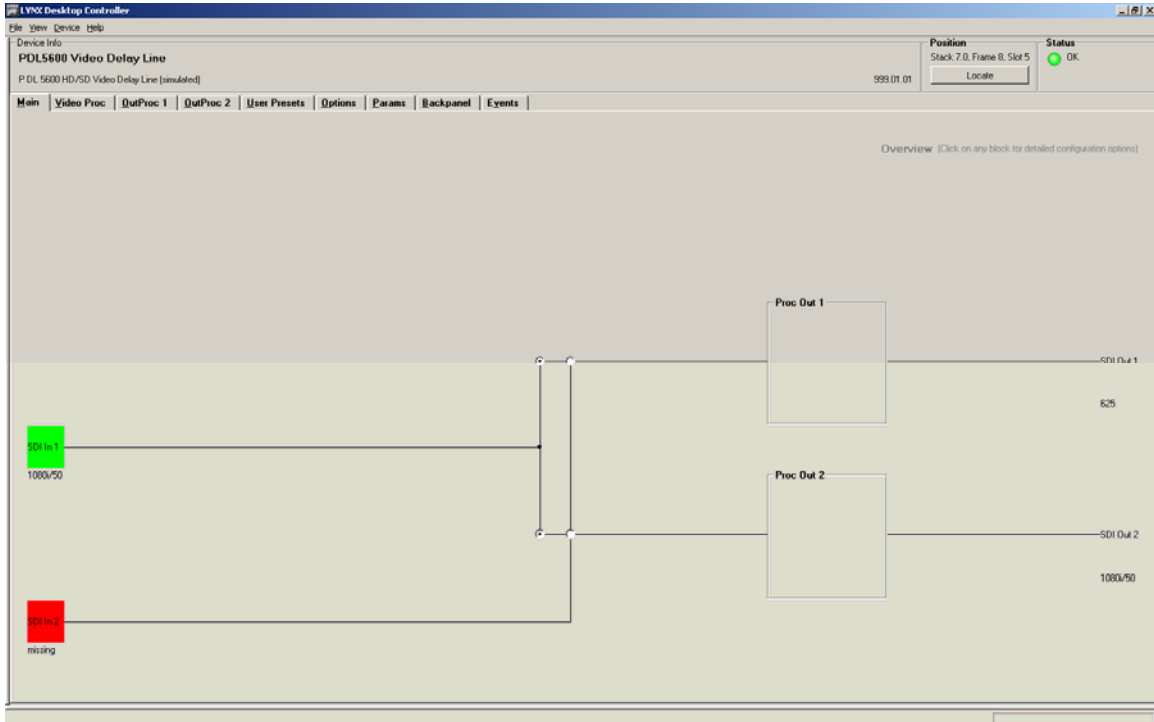 LYNX Desktop Controller
File View Device Help
Device Info
PDL5600 Video Delay Line
P DL 5600 HD/SD Video Delay Line (simulated)
999.01.01
Position
Stack 7.0, Frame 8, Slot 5
Locate
Status
OK
Main Video Proc OutProc 1 OutProc 2 User Presets Options Params Backpanel Events
Overview (Click on any block for detailed configuration options)
Proc Out 1
SDI Out 1
625
SDI In 1
1080i/50
Proc Out 2
SDI Out 2
1080i/50
SDI In 2
missing